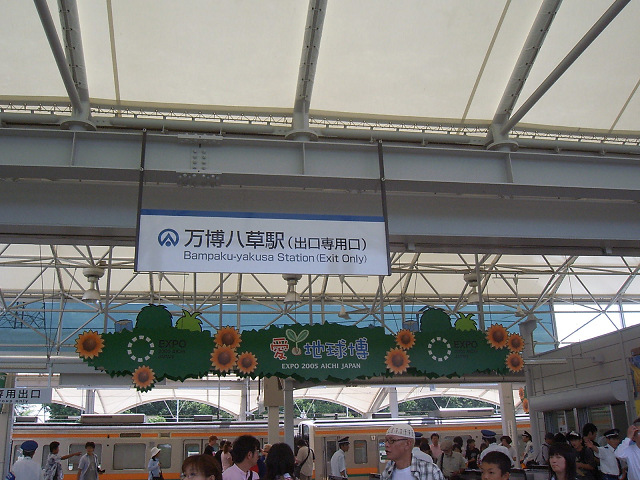 万博八草駅(出口専用口)
Bampaku-yakusa Station (Exit Only)
EXPO
愛・地球博
EXPO 2005 AICHI JAPAN
EXPO
出口